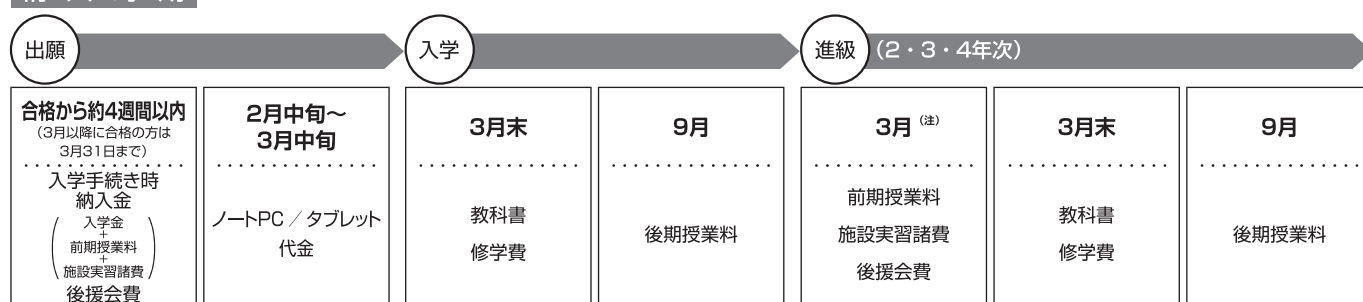 出願
入学
進級（2・3・4年次）
合格から約4週間以内
（3月以降に合格の方は
3月31日まで）
入学手続き時
納入金
（入学金
+
前期授業料
+
施設実習諸費）
後援会費
2月中旬〜
3月中旬
ノートPC／タブレット
代金
3月末
教科書
修学費
9月
後期授業料
3月（注）
前期授業料
施設実習諸費
後援会費
3月末
教科書
修学費
9月
後期授業料